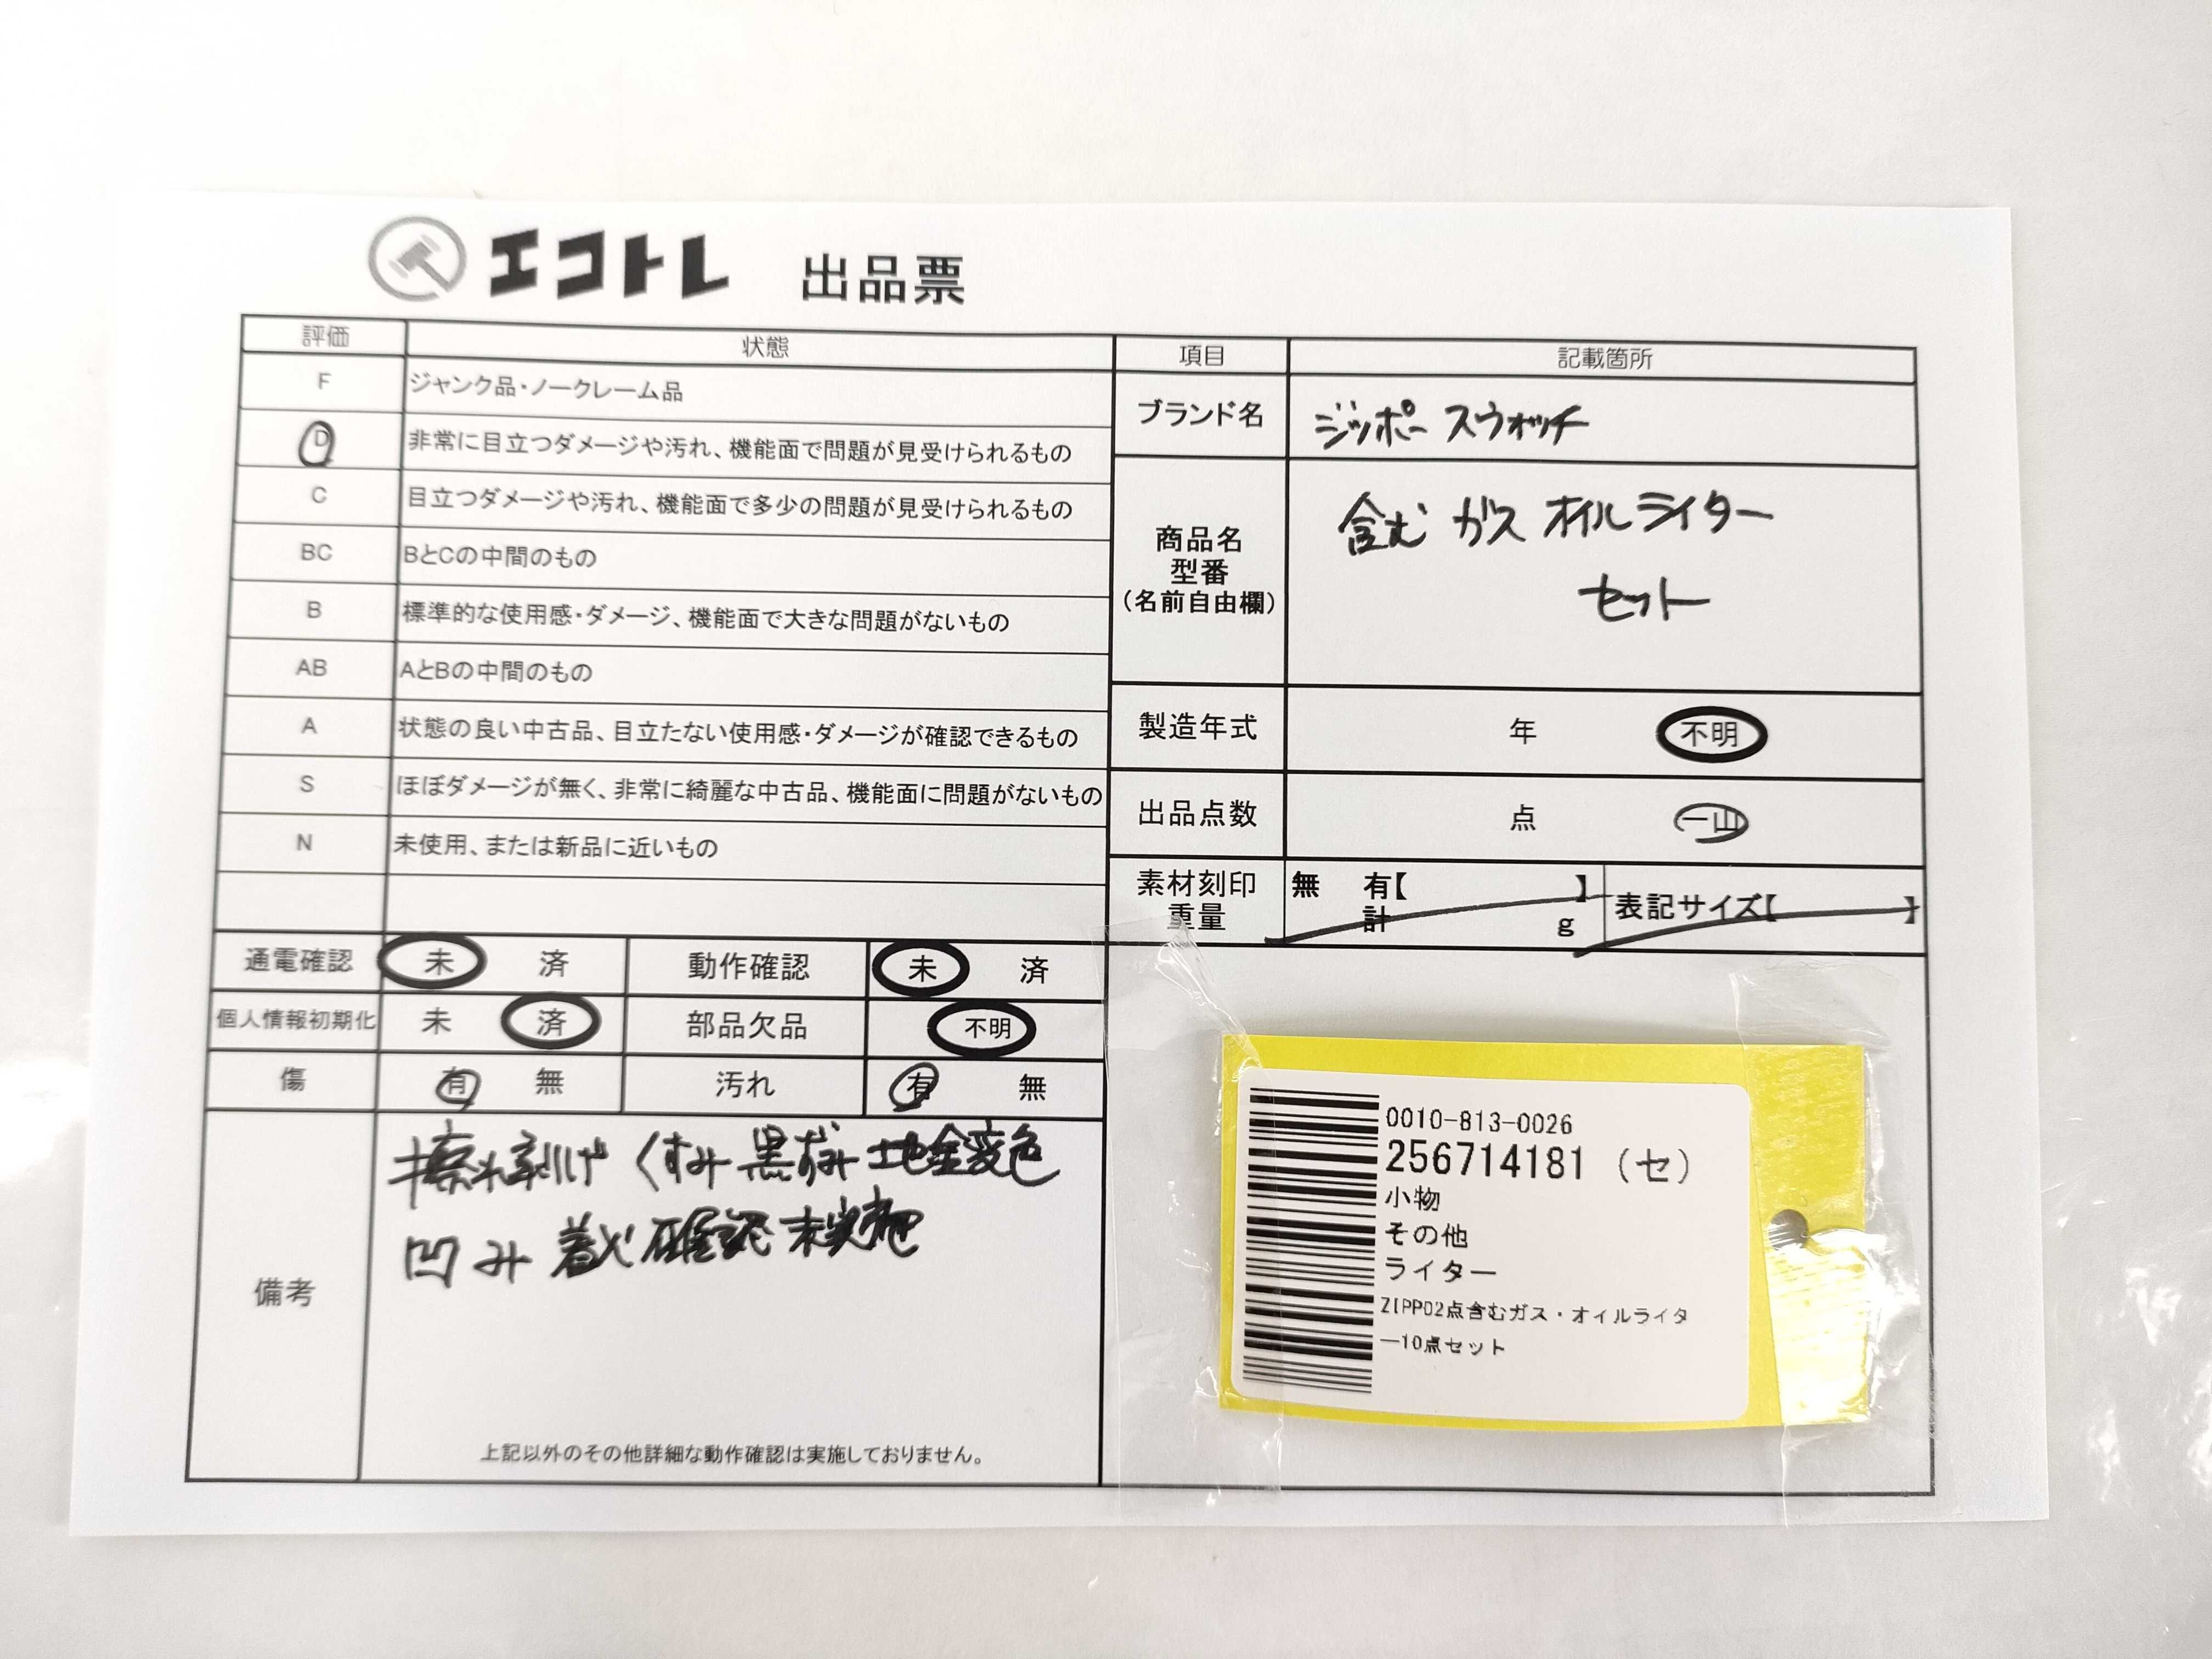 エコトレ 出品票
評価 状態
F ジャンク品・ノークレーム品
D 非常に目立つダメージや汚れ、機能面で問題が見受けられるもの
C 目立つダメージや汚れ、機能面で多少の問題が見受けられるもの
BC BとCの中間のもの
B 標準的な使用感・ダメージ、機能面で大きな問題がないもの
AB AとBの中間のもの
A 状態の良い中古品、目立たない使用感・ダメージが確認できるもの
S ほぼダメージが無く、非常に綺麗な中古品、機能面に問題がないもの
N 未使用、または新品に近いもの
通電確認 未 済 動作確認 未 済
個人情報初期化 未 済 部品欠品 不明
傷 有 無 汚れ 有 無
備考
擦れ剥げ くすみ 黒ずみ 地金変色
凹み 着火確認未実施
上記以外のその他詳細な動作確認は実施しておりません。
項目 記載箇所
ブランド名 ジッポー スウォッチ
商品名
型番
(名前自由欄)
含む ガス オイルライター
セット
製造年式 年 不明
出品点数 点 一山
素材刻印 無 有【 】 表記サイズ【 】
重量 計 g
0010-813-0026
256714181 (セ)
小物
その他
ライター
ZIPPO2点含むガス・オイルライタ
ー10点セット